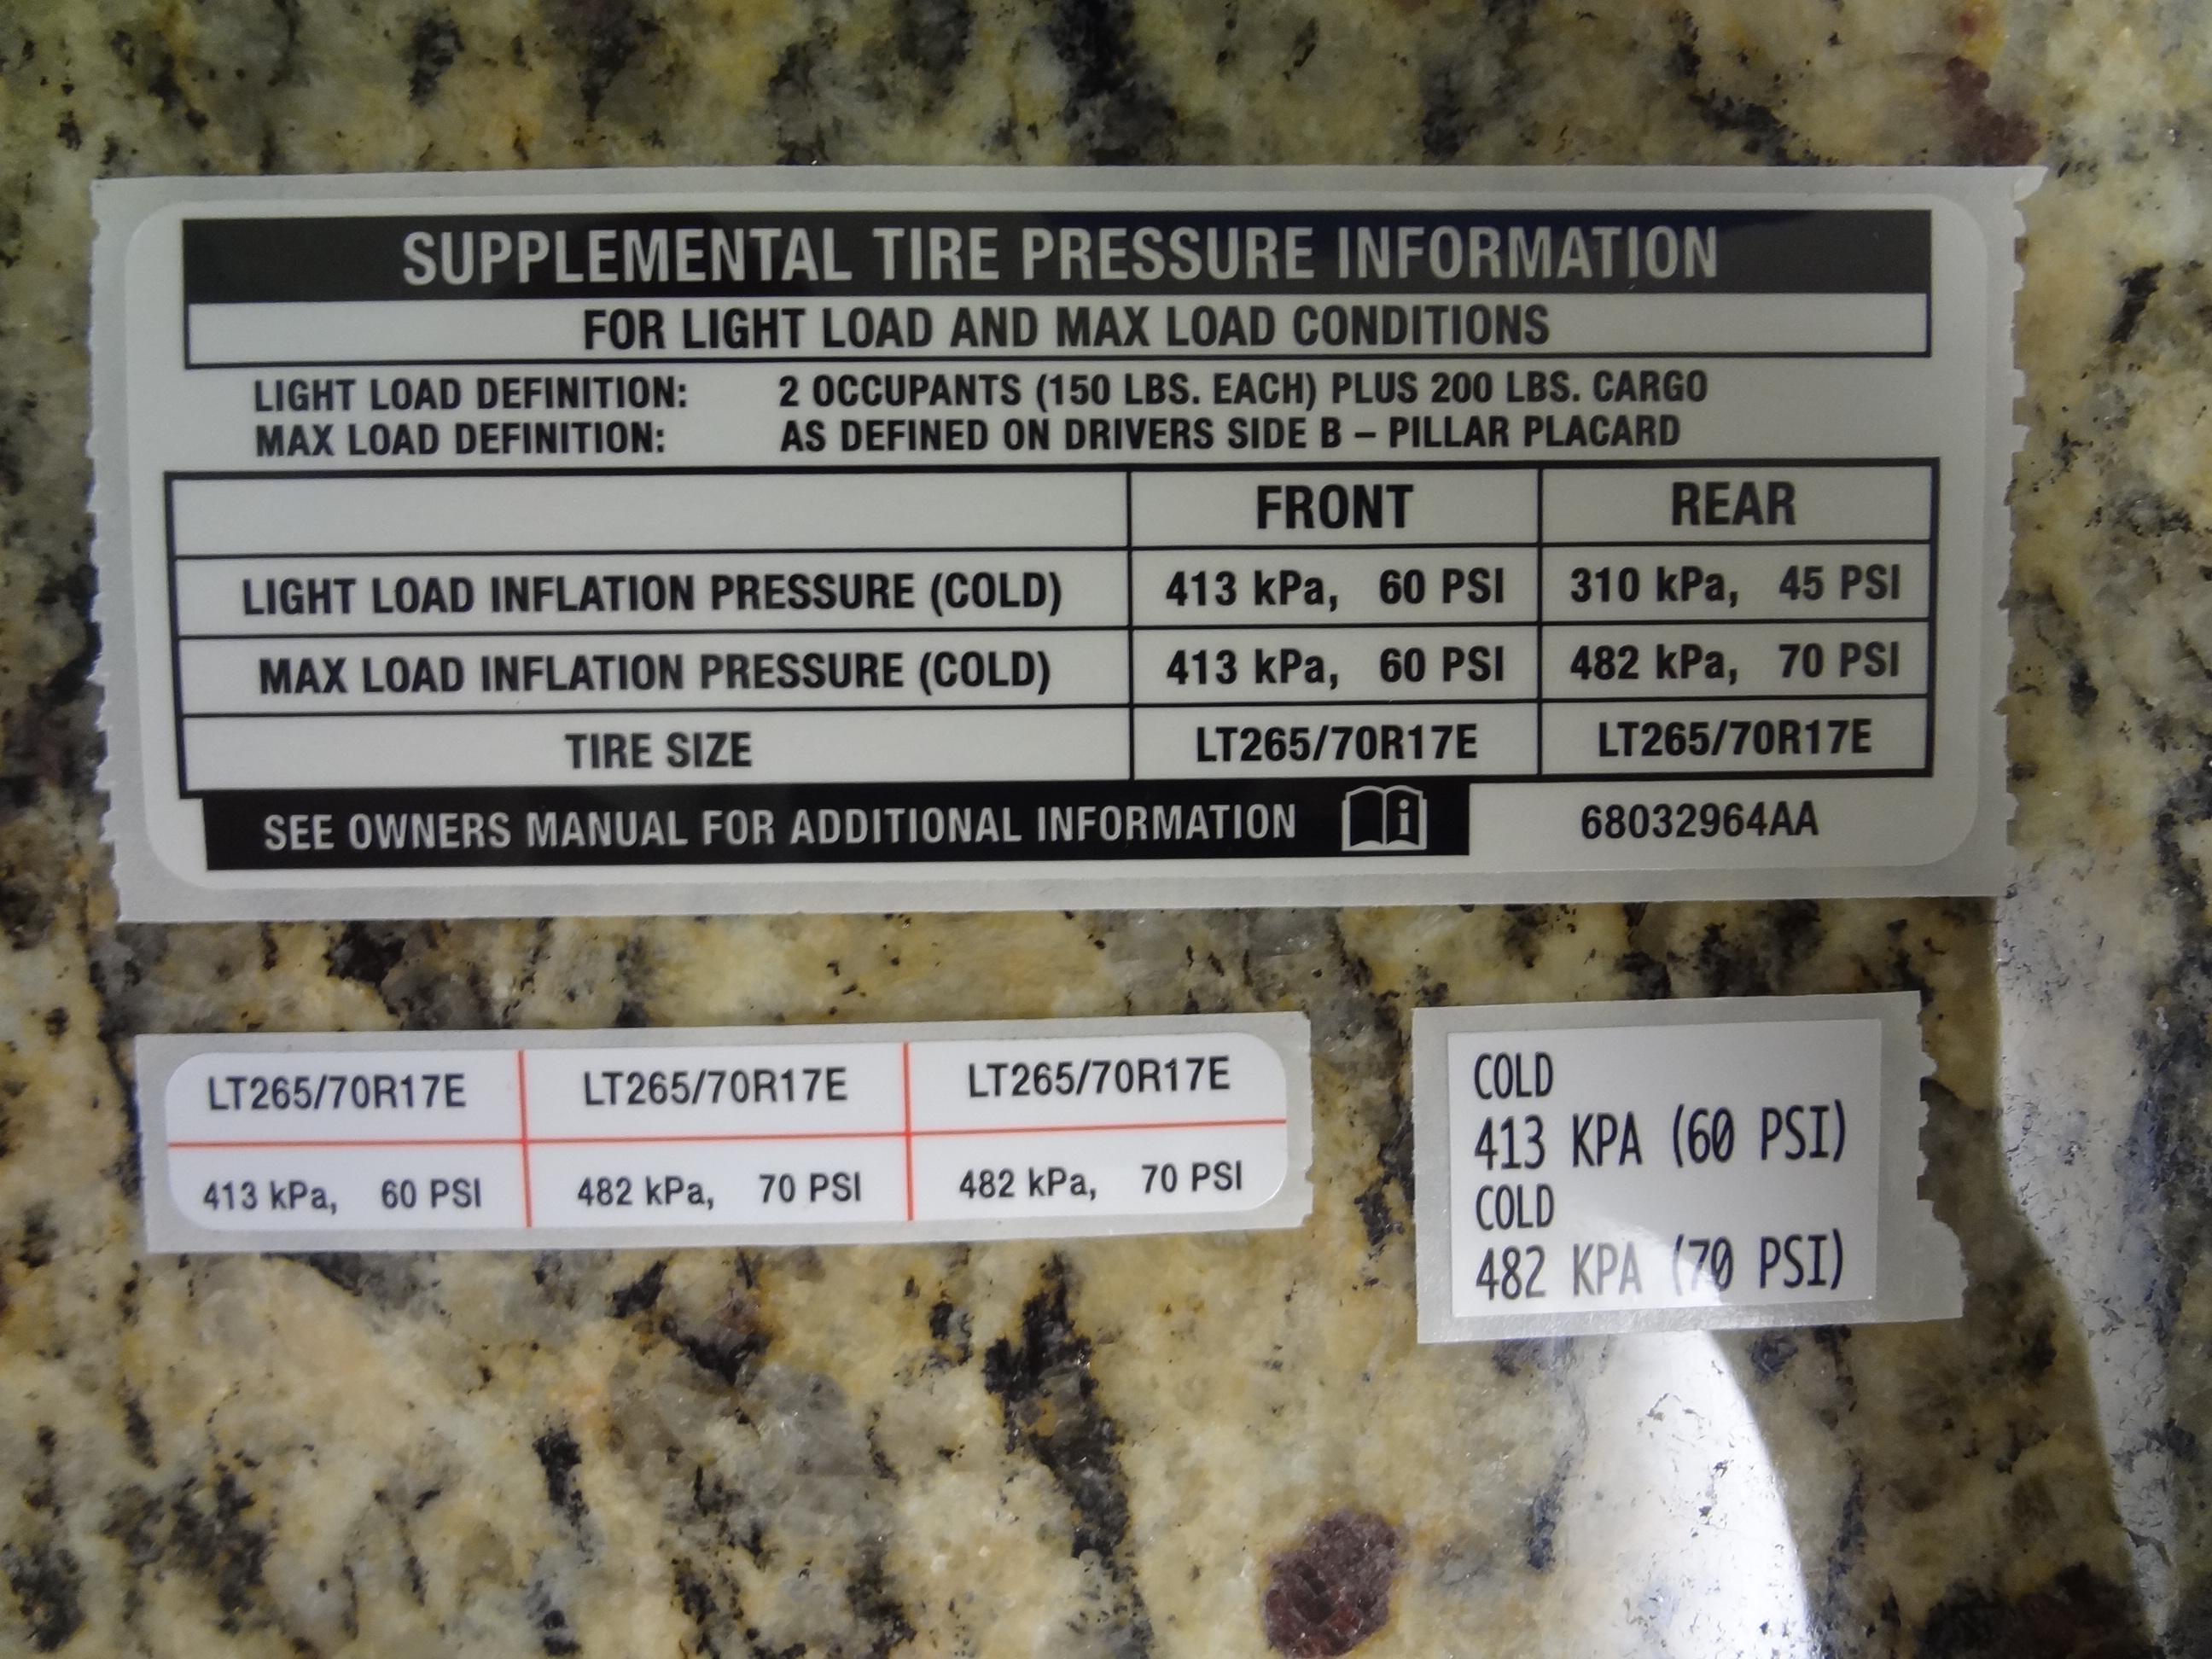 SUPPLEMENTAL TIRE PRESSURE INFORMATION
FOR LIGHT LOAD AND MAX LOAD CONDITIONS
LIGHT LOAD DEFINITION: 2 OCCUPANTS (150 LBS. EACH) PLUS 200 LBS. CARGO
MAX LOAD DEFINITION: AS DEFINED ON DRIVERS SIDE B – PILLAR PLACARD
FRONT REAR
LIGHT LOAD INFLATION PRESSURE (COLD) 413 kPa, 60 PSI 310 kPa, 45 PSI
MAX LOAD INFLATION PRESSURE (COLD) 413 kPa, 60 PSI 482 kPa, 70 PSI
TIRE SIZE LT265/70R17E LT265/70R17E
SEE OWNERS MANUAL FOR ADDITIONAL INFORMATION i 68032964AA
LT265/70R17E LT265/70R17E LT265/70R17E
413 kPa, 60 PSI 482 kPa, 70 PSI 482 kPa, 70 PSI
COLD
413 KPA (60 PSI)
COLD
482 KPA (70 PSI)